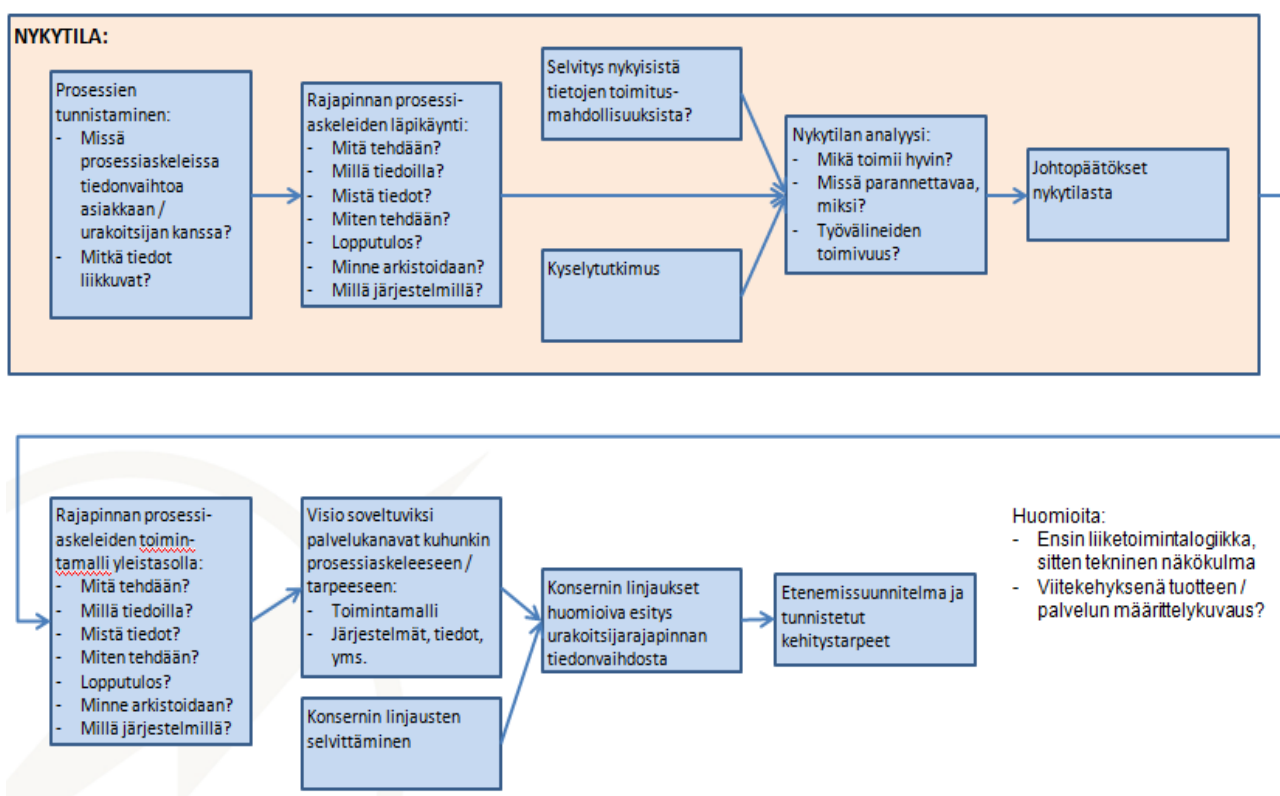 NYKYTILA:
Prosessien
tunnistaminen:
- Missä
prosessiaskeleissa
tiedonvaihtoa
asiakkaan /
urakoitsijan kanssa?
- Mitkä tiedot
liikkuvat?
Rajapinnan prosessi-
askeleiden läpikäynti:
- Mitä tehdään?
- Millä tiedoilla?
- Mistä tiedot?
- Miten tehdään?
- Lopputulos?
- Minne arkistoidaan?
- Millä järjestelmillä?
Selvitys nykyisistä
tietojen toimitus-
mahdollisuuksista?
Kyselytutkimus
Nykytilan analyysi:
- Mikä toimii hyvin?
- Missä parannettavaa,
miksi?
- Työvälineiden
toimivuus?
Johtopäätökset
nykytilasta
Rajapinnan prosessi-
askeleiden toimin-
tamalli yleistasolla:
- Mitä tehdään?
- Millä tiedoilla?
- Mistä tiedot?
- Miten tehdään?
- Lopputulos?
- Minne arkistoidaan?
- Millä järjestelmillä?
Visio soveltuviksi
palvelukanavat kuhunkin
prosessiaskeleeseen /
tarpeeseen:
- Toimintamalli
- Järjestelmät, tiedot,
yms.
Konsernin linjausten
selvittäminen
Konsernin linjaukset
huomioiva esitys
urakoitsijarajapinnan
tiedonvaihdosta
Etenemissuunnitelma ja
tunnistetut
kehitystarpeet
Huomioita:
- Ensin liiketoimintalogiikka,
sitten tekninen näkökulma
- Viitekehyksenä tuotteen /
palvelun määrittelykuvaus?